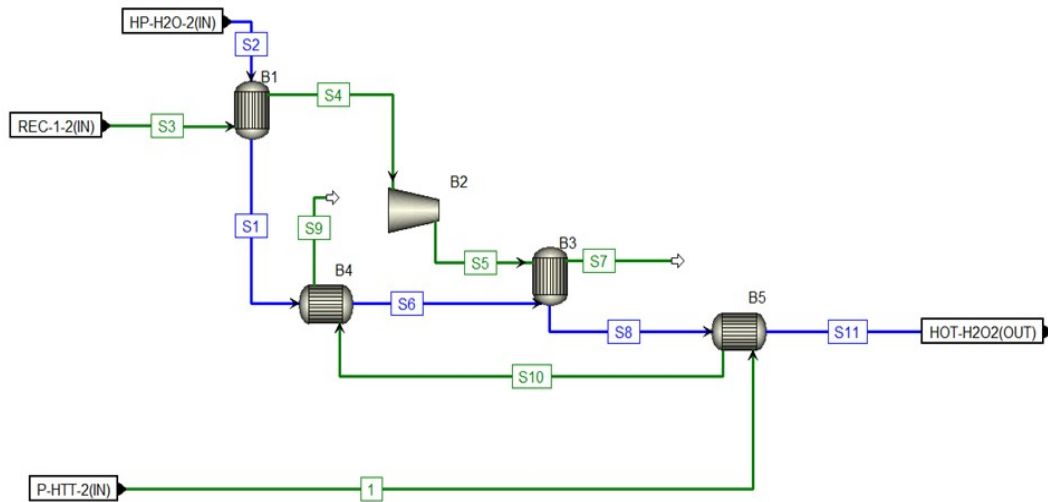 HP-H2O-2(IN)
S2
B1
S4
REC-1-2(IN)
S3
B2
S1
S9
B3
S5
S7
B4
S6
B5
S8
S11
HOT-H2O2(OUT)
S10
P-HTT-2(IN)
1